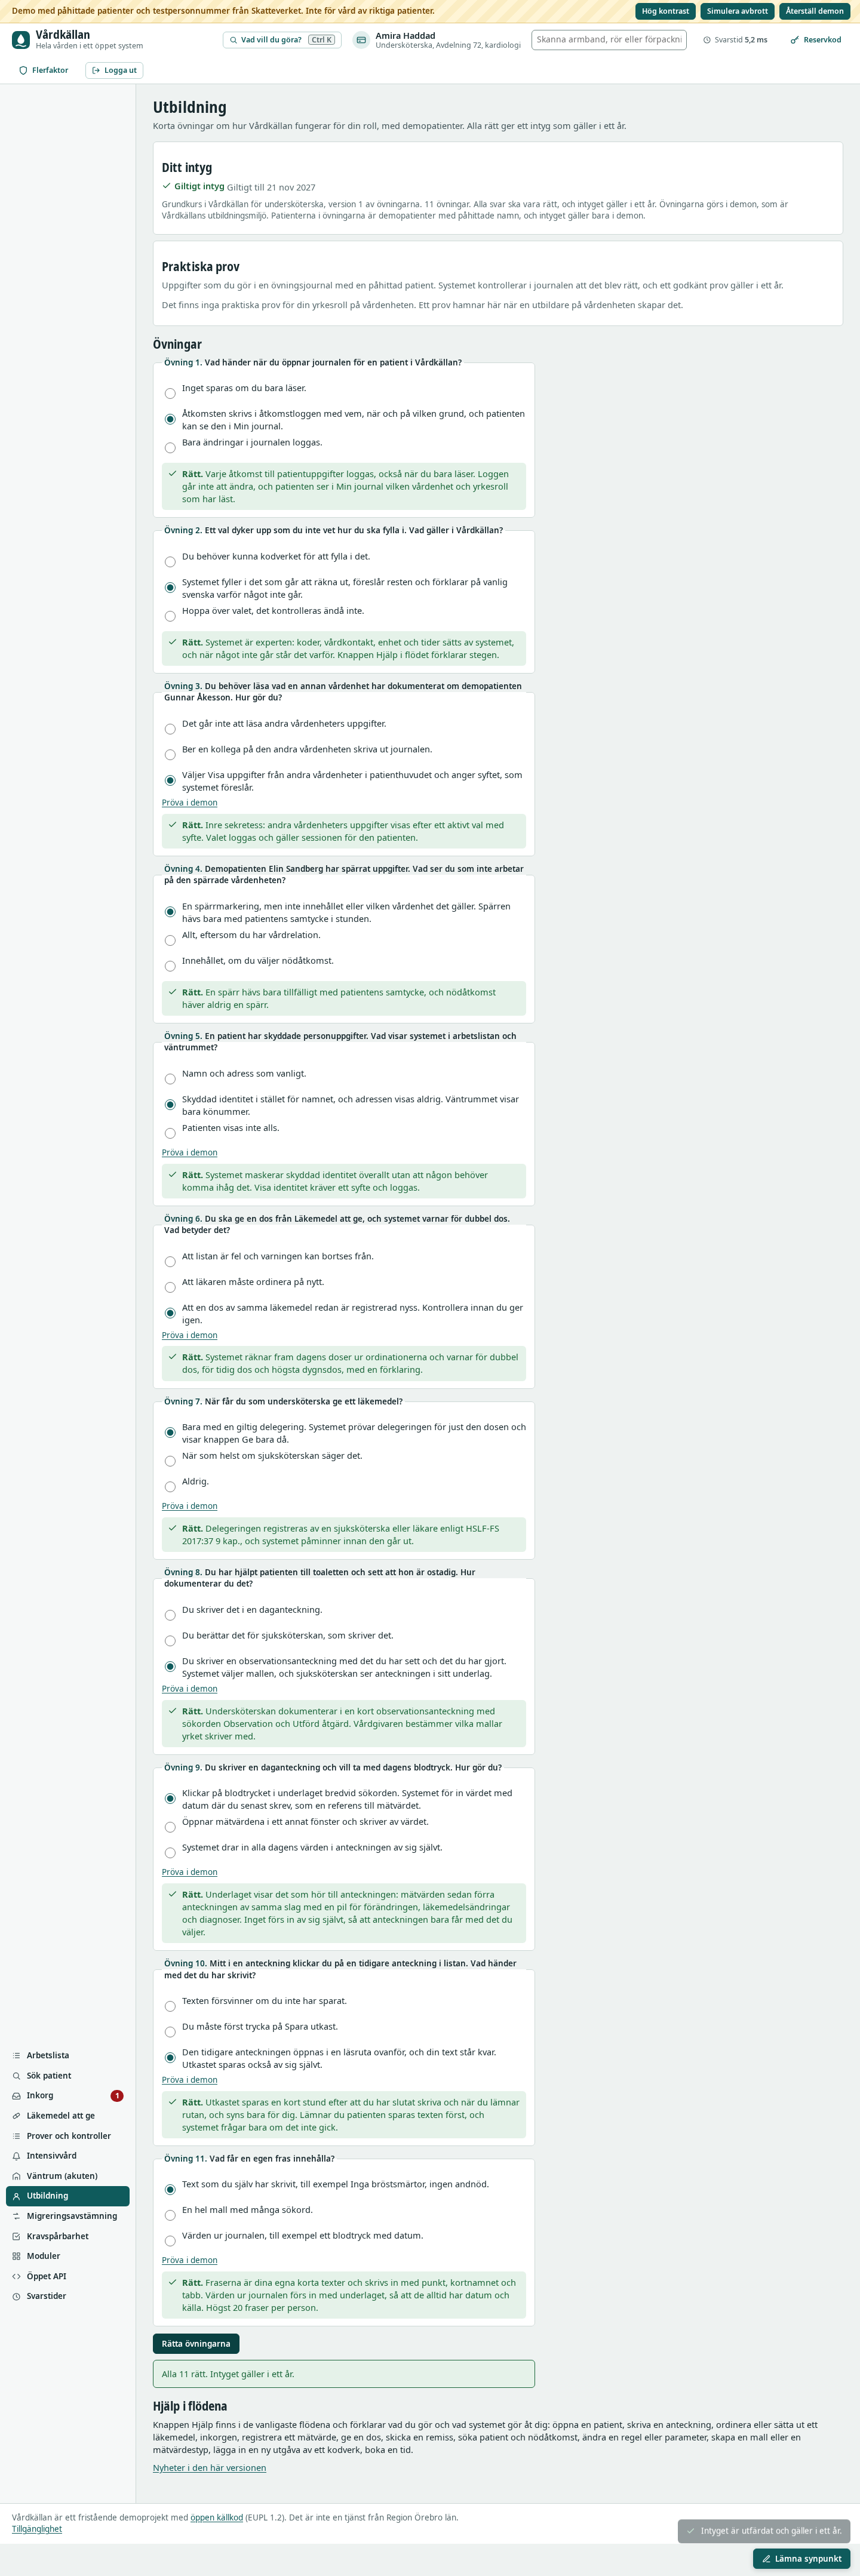 Demo med påhittade patienter och testpersonnummer från Skatteverket. Inte för vård av riktiga patienter.
Hög kontrast
Simulera avbrott
Återställ demon
Vårdkällan
Hela vården i ett öppet system
Vad vill du göra? Ctrl K
Amira Haddad
Undersköterska, Avdelning 72, kardiologi
Skanna armband, rör eller förpackni
Svarstid 5,2 ms
Reservkod
Flerfaktor
Logga ut
Utbildning
Korta övningar om hur Vårdkällan fungerar för din roll, med demopatienter. Alla rätt ger ett intyg som gäller i ett år.
Ditt intyg
Giltigt intyg Giltigt till 21 nov 2027
Grundkurs i Vårdkällan för undersköterska, version 1 av övningarna. 11 övningar. Alla svar ska vara rätt, och intyget gäller i ett år. Övningarna görs i demon, som är
Vårdkällans utbildningsmiljö. Patienterna i övningarna är demopatienter med påhittade namn, och intyget gäller bara i demon.
Praktiska prov
Uppgifter som du gör i en övningsjournal med en påhittad patient. Systemet kontrollerar i journalen att det blev rätt, och ett godkänt prov gäller i ett år.
Det finns inga praktiska prov för din yrkesroll på vårdenheten. Ett prov hamnar här när en utbildare på vårdenheten skapar det.
Övningar
Övning 1. Vad händer när du öppnar journalen för en patient i Vårdkällan?
Inget sparas om du bara läser.
Åtkomsten skrivs i åtkomstloggen med vem, när och på vilken grund, och patienten
kan se den i Min journal.
Bara ändringar i journalen loggas.
Rätt. Varje åtkomst till patientuppgifter loggas, också när du bara läser. Loggen
går inte att ändra, och patienten ser i Min journal vilken vårdenhet och yrkesroll
som har läst.
Övning 2. Ett val dyker upp som du inte vet hur du ska fylla i. Vad gäller i Vårdkällan?
Du behöver kunna kodverket för att fylla i det.
Systemet fyller i det som går att räkna ut, föreslår resten och förklarar på vanlig
svenska varför något inte går.
Hoppa över valet, det kontrolleras ändå inte.
Rätt. Systemet är experten: koder, vårdkontakt, enhet och tider sätts av systemet,
och när något inte går står det varför. Knappen Hjälp i flödet förklarar stegen.
Övning 3. Du behöver läsa vad en annan vårdenhet har dokumenterat om demopatienten
Gunnar Åkesson. Hur gör du?
Det går inte att läsa andra vårdenheters uppgifter.
Ber en kollega på den andra vårdenheten skriva ut journalen.
Väljer Visa uppgifter från andra vårdenheter i patienthuvudet och anger syftet, som
systemet föreslår.
Pröva i demon
Rätt. Inre sekretess: andra vårdenheters uppgifter visas efter ett aktivt val med
syfte. Valet loggas och gäller sessionen för den patienten.
Övning 4. Demopatienten Elin Sandberg har spärrat uppgifter. Vad ser du som inte arbetar
på den spärrade vårdenheten?
En spärrmarkering, men inte innehållet eller vilken vårdenhet det gäller. Spärren
hävs bara med patientens samtycke i stunden.
Allt, eftersom du har vårdrelation.
Innehållet, om du väljer nödåtkomst.
Rätt. En spärr hävs bara tillfälligt med patientens samtycke, och nödåtkomst
häver aldrig en spärr.
Övning 5. En patient har skyddade personuppgifter. Vad visar systemet i arbetslistan och
väntrummet?
Namn och adress som vanligt.
Skyddad identitet i stället för namnet, och adressen visas aldrig. Väntrummet visar
bara könummer.
Patienten visas inte alls.
Pröva i demon
Rätt. Systemet maskerar skyddad identitet överallt utan att någon behöver
komma ihåg det. Visa identitet kräver ett syfte och loggas.
Övning 6. Du ska ge en dos från Läkemedel att ge, och systemet varnar för dubbel dos.
Vad betyder det?
Att listan är fel och varningen kan bortses från.
Att läkaren måste ordinera på nytt.
Att en dos av samma läkemedel redan är registrerad nyss. Kontrollera innan du ger
igen.
Pröva i demon
Rätt. Systemet räknar fram dagens doser ur ordinationerna och varnar för dubbel
dos, för tidig dos och högsta dygnsdos, med en förklaring.
Övning 7. När får du som undersköterska ge ett läkemedel?
Bara med en giltig delegering. Systemet prövar delegeringen för just den dosen och
visar knappen Ge bara då.
När som helst om sjuksköterskan säger det.
Aldrig.
Pröva i demon
Rätt. Delegeringen registreras av en sjuksköterska eller läkare enligt HSLF-FS
2017:37 9 kap., och systemet påminner innan den går ut.
Övning 8. Du har hjälpt patienten till toaletten och sett att hon är ostadig. Hur
dokumenterar du det?
Du skriver det i en daganteckning.
Du berättar det för sjuksköterskan, som skriver det.
Du skriver en observationsanteckning med det du har sett och det du har gjort.
Systemet väljer mallen, och sjuksköterskan ser anteckningen i sitt underlag.
Pröva i demon
Rätt. Undersköterskan dokumenterar i en kort observationsanteckning med
sökorden Observation och Utförd åtgärd. Vårdgivaren bestämmer vilka mallar
yrket skriver med.
Övning 9. Du skriver en daganteckning och vill ta med dagens blodtryck. Hur gör du?
Klickar på blodtrycket i underlaget bredvid sökorden. Systemet för in värdet med
datum där du senast skrev, som en referens till mätvärdet.
Öppnar mätvärdena i ett annat fönster och skriver av värdet.
Systemet drar in alla dagens värden i anteckningen av sig självt.
Pröva i demon
Rätt. Underlaget visar det som hör till anteckningen: mätvärden sedan förra
anteckningen av samma slag med en pil för förändringen, läkemedelsändringar
och diagnoser. Inget förs in av sig självt, så att anteckningen bara får med det du
väljer.
Övning 10. Mitt i en anteckning klickar du på en tidigare anteckning i listan. Vad händer
med det du har skrivit?
Texten försvinner om du inte har sparat.
Du måste först trycka på Spara utkast.
Den tidigare anteckningen öppnas i en läsruta ovanför, och din text står kvar.
Utkastet sparas också av sig självt.
Pröva i demon
Rätt. Utkastet sparas en kort stund efter att du har slutat skriva och när du lämnar
rutan, och syns bara för dig. Lämnar du patienten sparas texten först, och
systemet frågar bara om det inte gick.
Övning 11. Vad får en egen fras innehålla?
Text som du själv har skrivit, till exempel Inga bröstsmärtor, ingen andnöd.
En hel mall med många sökord.
Värden ur journalen, till exempel ett blodtryck med datum.
Pröva i demon
Rätt. Fraserna är dina egna korta texter och skrivs in med punkt, kortnamnet och
tabb. Värden ur journalen förs in med underlaget, så att de alltid har datum och
källa. Högst 20 fraser per person.
Rätta övningarna
Alla 11 rätt. Intyget gäller i ett år.
Hjälp i flödena
Knappen Hjälp finns i de vanligaste flödena och förklarar vad du gör och vad systemet gör åt dig: öppna en patient, skriva en anteckning, ordinera eller sätta ut ett
läkemedel, inkorgen, registrera ett mätvärde, ge en dos, skicka en remiss, söka patient och nödåtkomst, ändra en regel eller parameter, skapa en mall eller en
mätvärdestyp, lägga in en ny utgåva av ett kodverk, boka en tid.
Nyheter i den här versionen
Arbetslista
Sök patient
Inkorg 1
Läkemedel att ge
Prover och kontroller
Intensivvård
Väntrum (akuten)
Utbildning
Migreringsavstämning
Kravspårbarhet
Moduler
Öppet API
Svarstider
Vårdkällan är ett fristående demoprojekt med öppen källkod (EUPL 1.2). Det är inte en tjänst från Region Örebro län.
Tillgänglighet
Intyget är utfärdat och gäller i ett år.
Lämna synpunkt